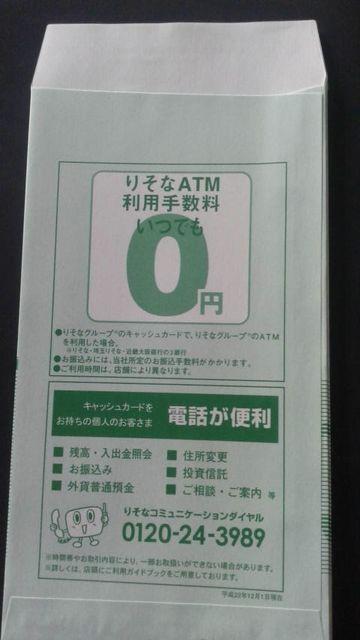 りそなATM
利用手数料
いつでも
0円
●りそなグループ※のキャッシュカードで、りそなグループ※のATM
を利用した場合。
※りそな・埼玉りそな・近畿大阪銀行の3銀行
●お振込みには、当社所定のお振込手数料がかかります。
●ご利用時間は、店舗により異なります。
キャッシュカードを
お持ちの個人のお客さま
電話が便利
■ 残高・入出金照会 ■ 住所変更
■ お振込み ■ 投資信託
■ 外貨普通預金 ■ ご相談・ご案内 等
りそなコミュニケーションダイヤル
0120-24-3989
※時間帯やお取引内容により、一部お取扱いができない場合があります。
※詳しくは、店頭にご利用ガイドブックをご用意しております。
平成22年12月1日現在